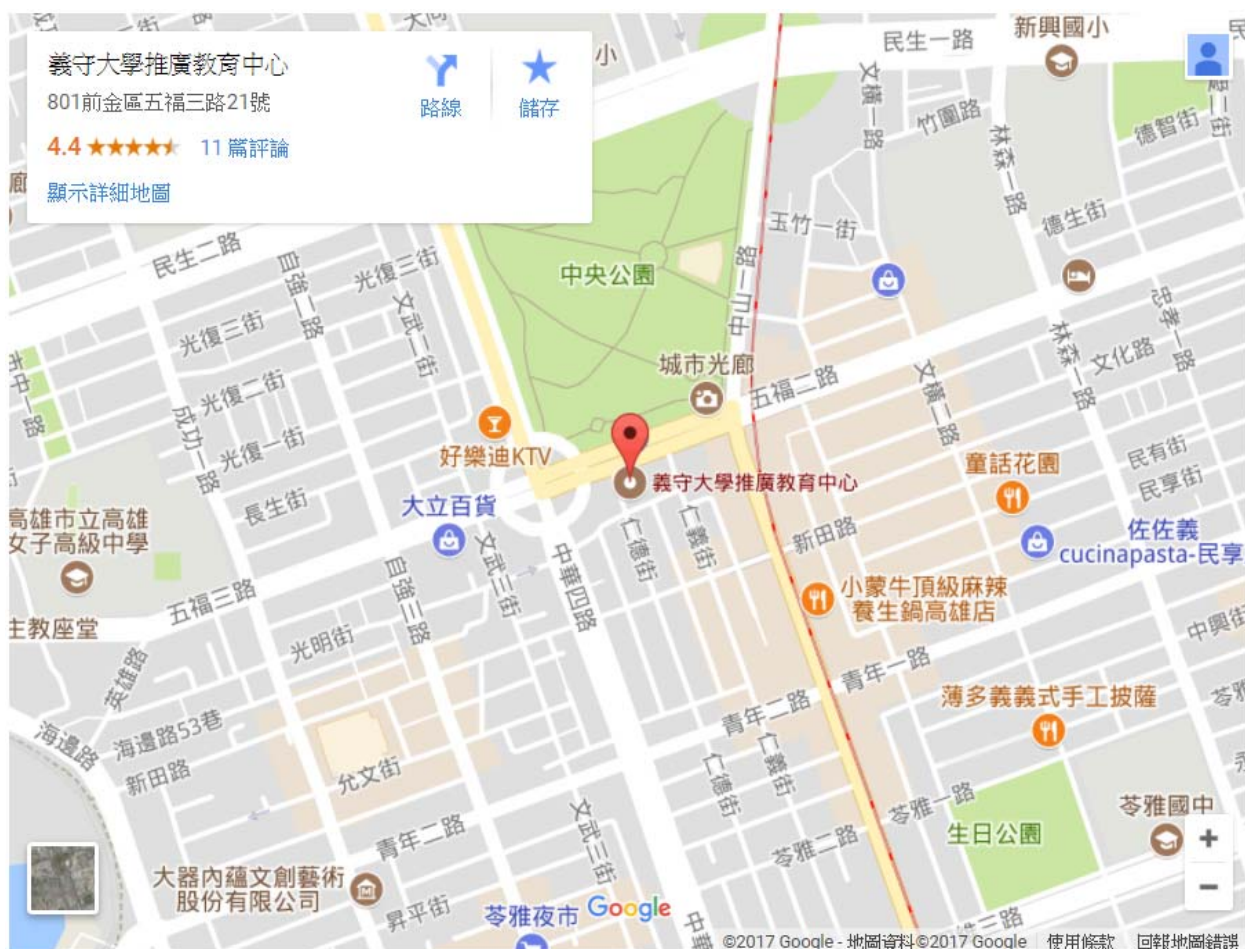 義守大學推廣教育中心
801前金區五福三路21號
4.4
11 篇評論
顯示詳細地圖
路線
儲存
小
民生一路
新興國小
文橫一路
竹圍路
林森一路
德智街
德生街
玉竹一街
民生二路
自強二路
光復三街
文武二街
中央公園
中山一路
光復三街
城市光廊
五福二路
文橫二路
林森一路
忠孝一路
文化路
市中一路
成功一路
光復二街
光復一街
好樂迪KTV
義守大學推廣教育中心
童話花園
民有街
民享街
長生街
大立百貨
高雄市立高雄
女子高級中學
文武三街
中華四路
仁德街
仁義街
新田路
佐佐義
cucinapasta-民享
五福三路
自強三路
小蒙牛頂級麻辣
養生鍋高雄店
主教座堂
光明街
中興街
英雄路
青年一路
青年二路
薄多義義式手工披薩
海邊路
海邊路53巷
新田路
允文街
仁德街
仁義街
文武三街
苓雅一路
苓雅二路
生日公園
苓雅國中
青年二路
大器內蘊文創藝術
股份有限公司
昇平街
苓雅夜市
Google
©2017 Google - 地圖資料©2017 Google
使用條款
回報地圖錯誤